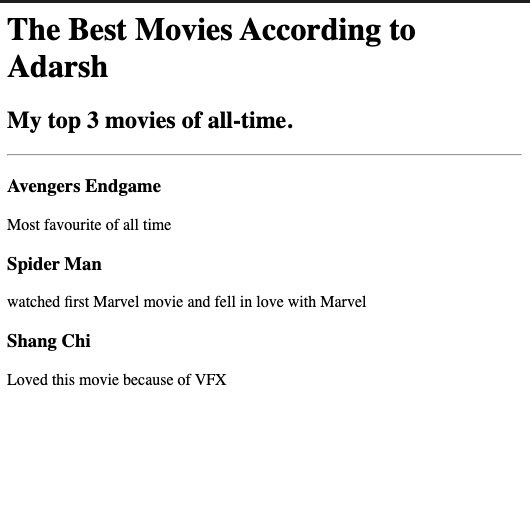 The Best Movies According to
Adarsh
My top 3 movies of all-time.
Avengers Endgame
Most favourite of all time
Spider Man
watched first Marvel movie and fell in love with Marvel
Shang Chi
Loved this movie because of VFX